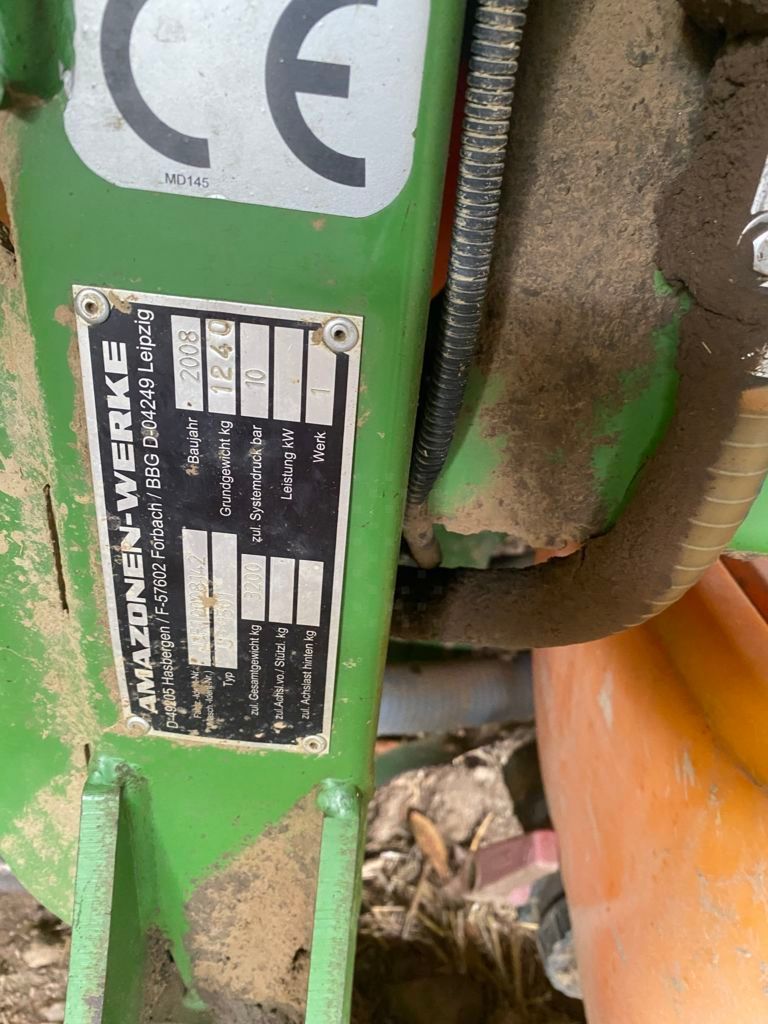 CE
MD145
AMAZONEN-WERKE
D-49205 Hasbergen / F-57602 Forbach / BBG D-04249 Leipzig
Baujahr 2008
Typ
Grundgewicht kg 1240
zul. Gesamtgewicht kg 3200
zul. Systemdruck bar 10
zul. Achsl.vo./ Stützl. kg
Leistung kW
zul. Achslast hinten kg
Werk 1